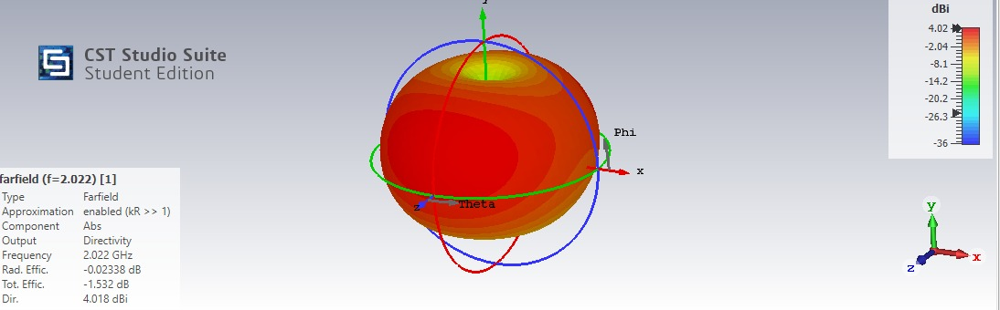 CST Studio Suite
Student Edition
y
Phi
x
Theta
z
dBi
4.02
-2.04
-8.1
-14.2
-20.2
-26.3
-36
farfield (f=2.022) [1]
Type Farfield
Approximation enabled (kR >> 1)
Component Abs
Output Directivity
Frequency 2.022 GHz
Rad. Effic. -0.02338 dB
Tot. Effic. -1.532 dB
Dir. 4.018 dBi
y
x
z